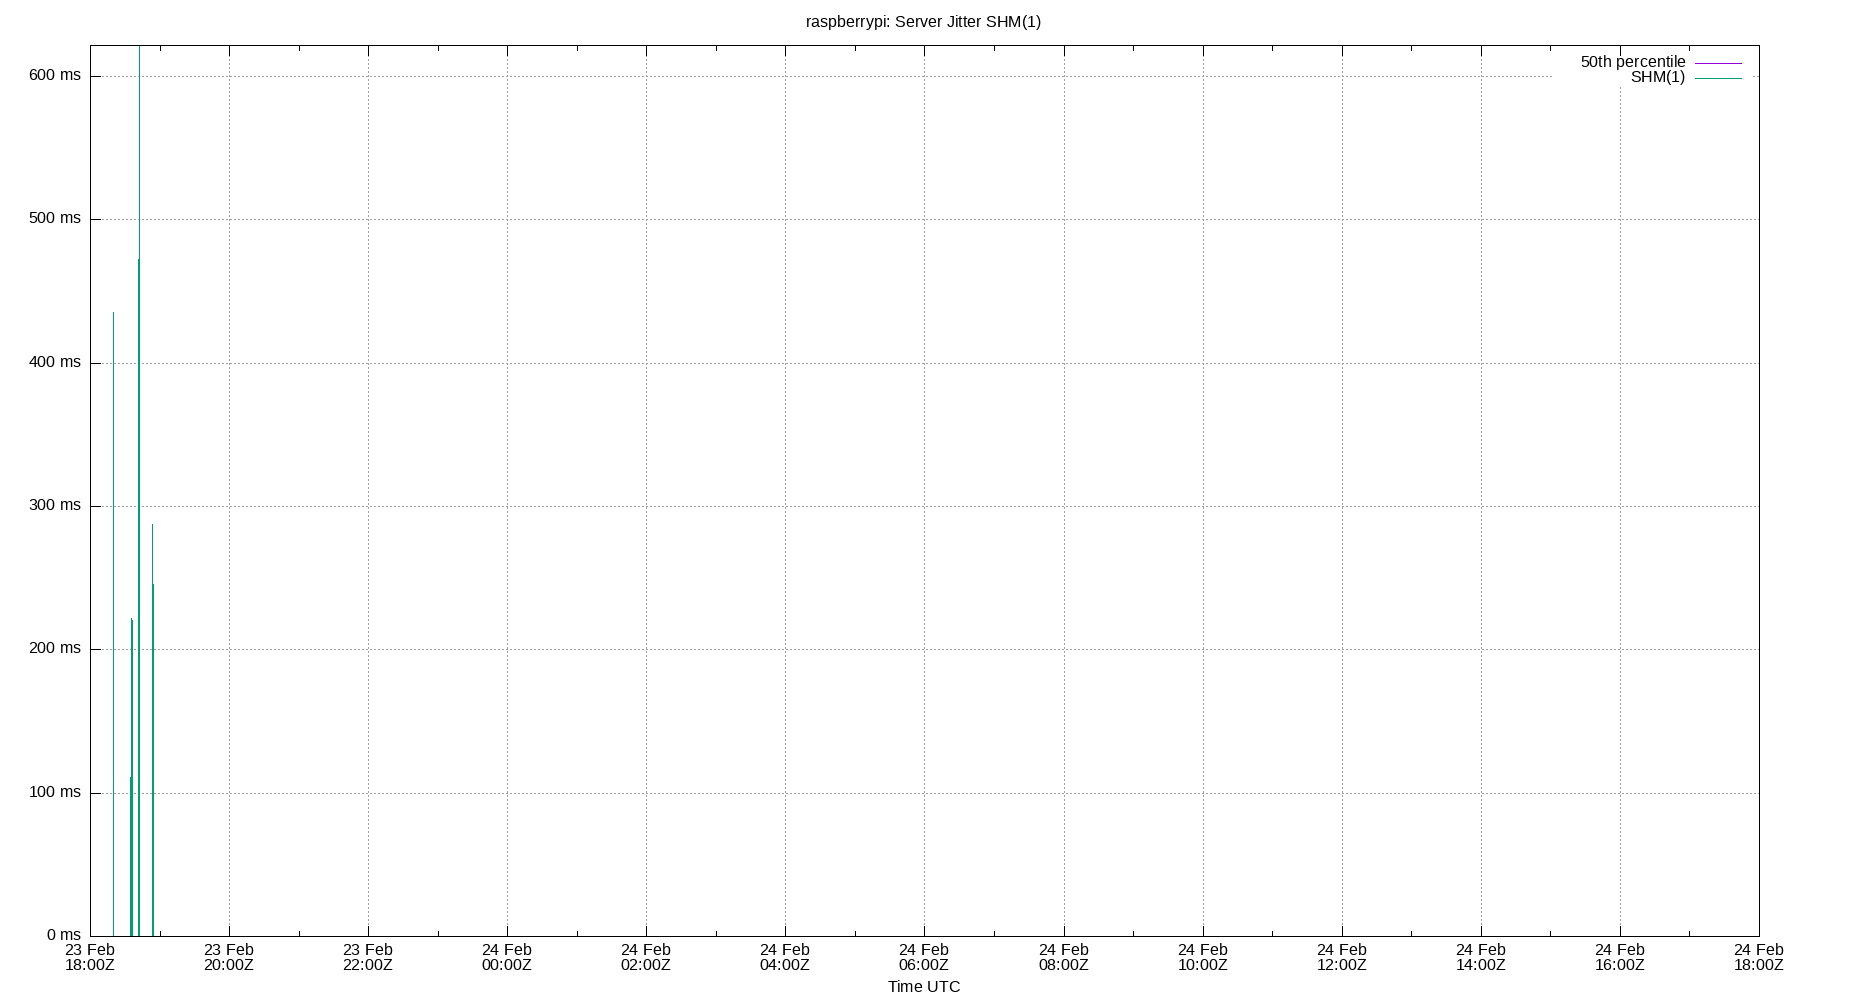 raspberrypi: Server Jitter SHM(1)
50th percentile
SHM(1)
600 ms
500 ms
400 ms
300 ms
200 ms
100 ms
0 ms
23 Feb 23 Feb 23 Feb 24 Feb 24 Feb 24 Feb 24 Feb 24 Feb 24 Feb 24 Feb 24 Feb 24 Feb 24 Feb
18:00Z 20:00Z 22:00Z 00:00Z 02:00Z 04:00Z 06:00Z 08:00Z 10:00Z 12:00Z 14:00Z 16:00Z 18:00Z
Time UTC